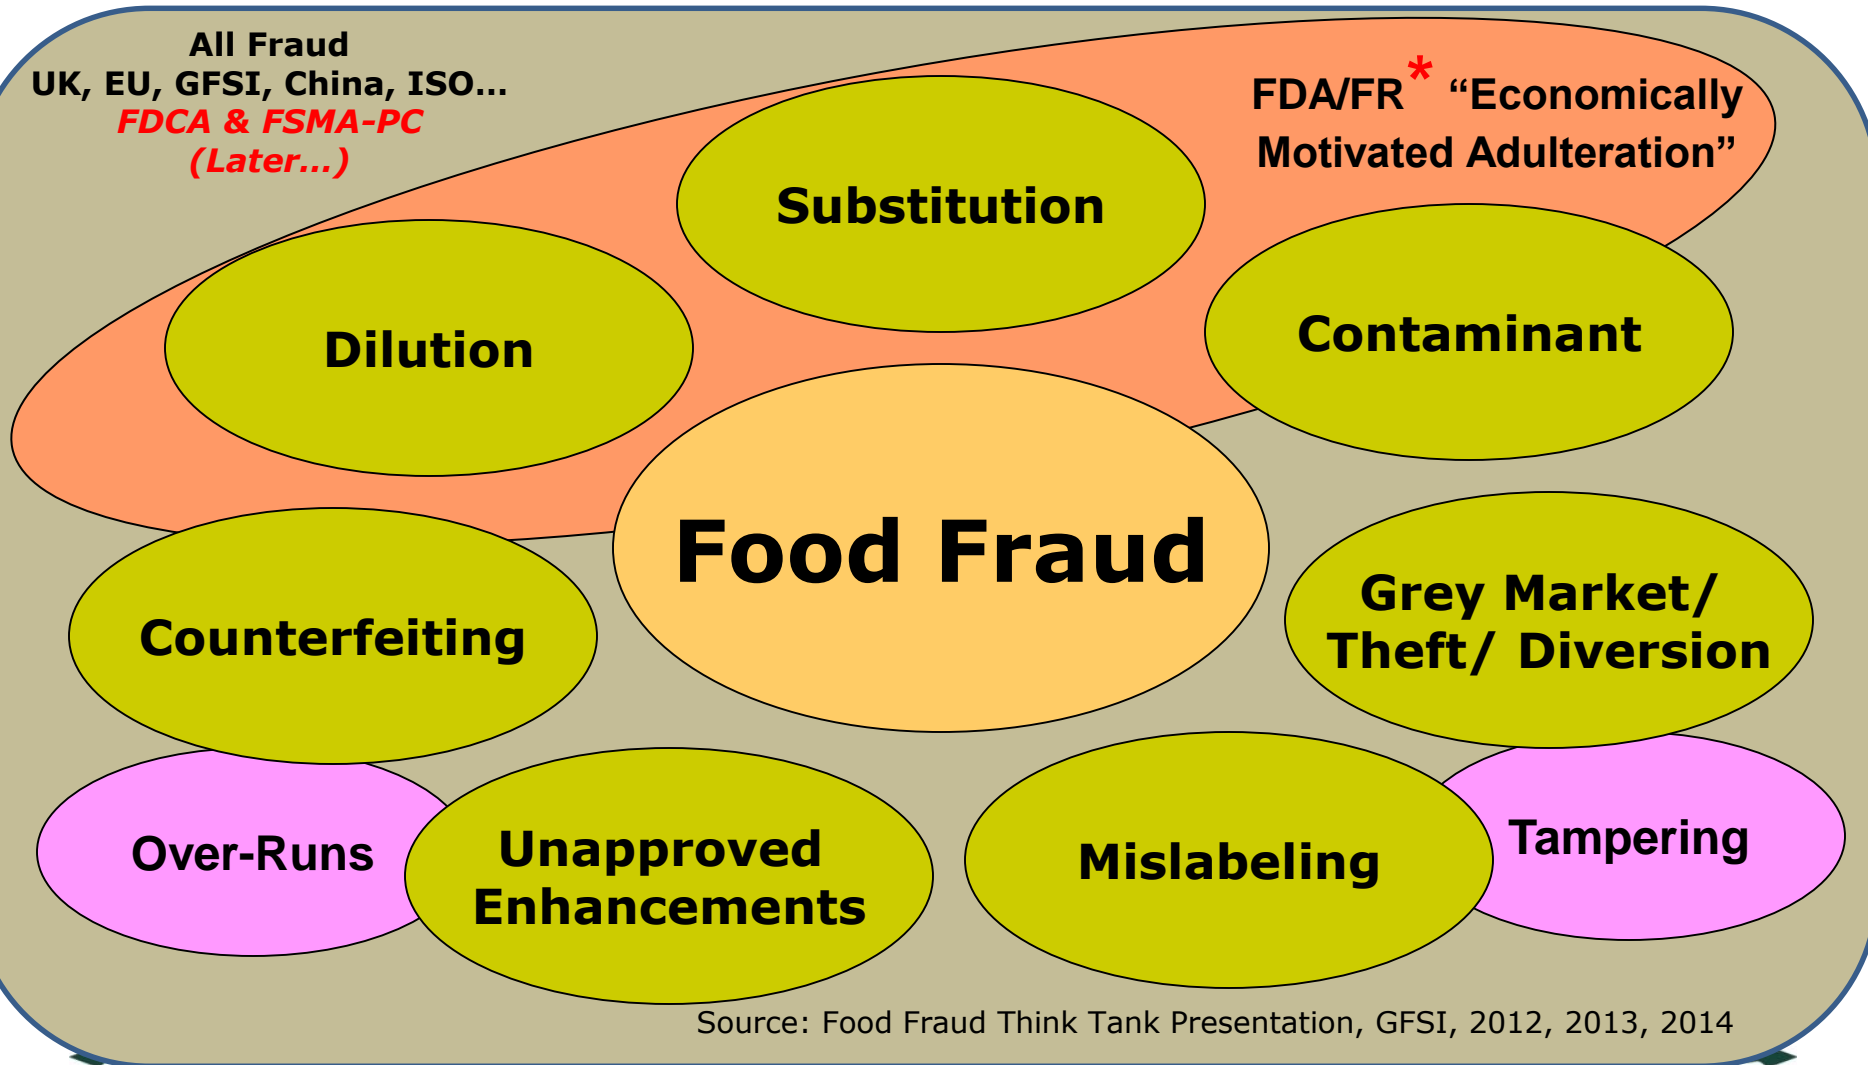 All Fraud
UK, EU, GFSI, China, ISO…
FDCA & FSMA-PC
(Later…)
FDA/FR* “Economically
Motivated Adulteration”
Substitution
Dilution
Contaminant
Food Fraud
Counterfeiting
Grey Market/
Theft/ Diversion
Over-Runs
Unapproved
Enhancements
Mislabeling
Tampering
Source: Food Fraud Think Tank Presentation, GFSI, 2012, 2013, 2014